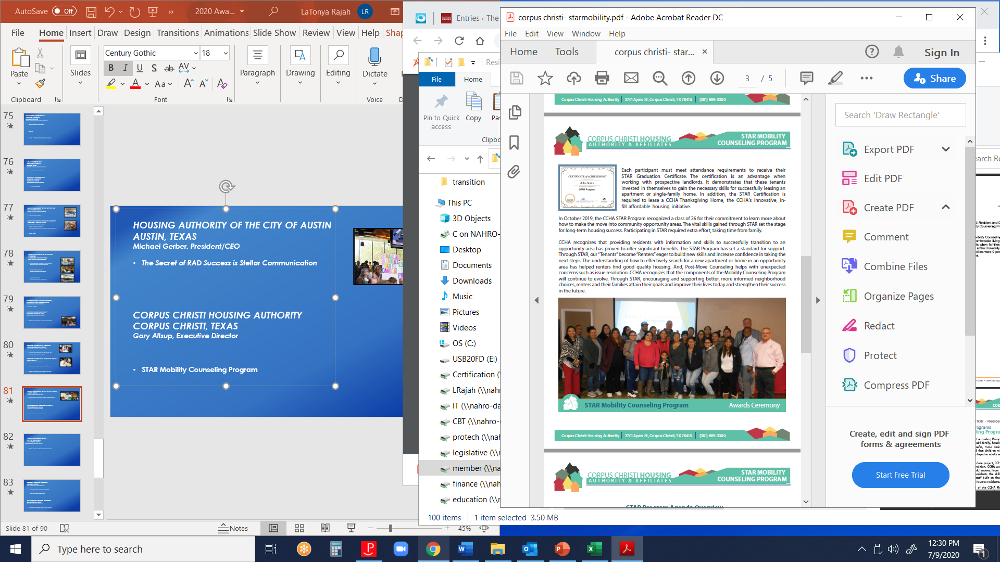 AutoSave Off 2020 Awa... LaTonya Rajah LR
File Home Insert Draw Design Transitions Animations Slide Show Review View Help Shap
Century Gothic 18
Paste Slides Paragraph Drawing Editing Dictate
Clipboard Font Voice
75
76
77
78
79
80
81
82
83
HOUSING AUTHORITY OF THE CITY OF AUSTIN
AUSTIN, TEXAS
Michael Gerber, President/CEO
• The Secret of RAD Success is Stellar Communication
CORPUS CHRISTI HOUSING AUTHORITY
CORPUS CHRISTI, TEXAS
Gary Allsup, Executive Director
• STAR Mobility Counseling Program
Slide 81 of 90 Notes 45%
Entries ‹ The
Resi
File Home
Pin to Quick access
Copy
Pas
Clipbo
transition
This PC
3D Objects
C on NAHRO-
Desktop
Documents
Downloads
Music
Pictures
Videos
OS (C:)
USB20FD (E:)
Certification (\
LRajah (\\nahr
IT (\\nahro-da
CBT (\\nahro-
protech (\\nah
legislative (\\n
member (\\na
finance (\\nah
education (\\n
100 items 1 item selected 3.50 MB
corpus christi- starmobility.pdf - Adobe Acrobat Reader DC
File Edit View Window Help
Home Tools corpus christi- star... Sign In
3 / 5 Share
Corpus Christi Housing Authority 3701 Ayers St, Corpus Christi, TX 78415 (361) 889-3300
CORPUS CHRISTI HOUSING
AUTHORITY & AFFILIATES
STAR MOBILITY
COUNSELING PROGRAM
CERTIFICATE of ACHIEVEMENT
John Smith
STAR Program
Each participant must meet attendance requirements to receive their
STAR Graduation Certificate. The certification is an advantage when
working with prospective landlords. It demonstrates that these tenants
invested in themselves to gain the necessary skills for successfully leasing an
apartment or single-family home. In addition, the STAR Certification is
required to lease a CCHA Thanksgiving Home, the CCHA's innovative, in-
fill affordable housing initiative.
In October 2019, the CCHA STAR Program recognized a class of 26 for their commitment to learn more about
how to make the move into community opportunity areas. The vital skills gained through STAR set the stage
for long-term housing success. Participating in STAR required extra effort, taking time from family.
CCHA recognizes that providing residents with information and skills to successfully transition to an
opportunity area has proven to offer significant benefits. The STAR Program has set a standard for support.
Through STAR, our "Tenants" become "Renters" eager to build new skills and increase confidence in taking the
next steps. The understanding of how to effectively search for a new apartment or home in an opportunity
area has helped renters find good quality housing. And, Post-Move Counseling helps with unexpected
concerns such as issue resolution. CCHA recognizes that the components of the Mobility Counseling Program
will continue to evolve. Through STAR, encouraging and supporting better, more informed neighborhood
choices, renters and their families attain their goals and improve their lives today and strengthen their success
in the future.
STAR Mobility Counseling Program Awards Ceremony
Corpus Christi Housing Authority 3701 Ayers St, Corpus Christi, TX 78415 (361) 889-3300
CORPUS CHRISTI HOUSING
AUTHORITY & AFFILIATES
STAR MOBILITY
COUNSELING PROGRAM
STAR Program Agenda Overview
Search 'Draw Rectangle'
Export PDF
Edit PDF
Create PDF
Comment
Combine Files
Organize Pages
Redact
Protect
Compress PDF
Create, edit and sign PDF
forms & agreements
Start Free Trial
earch Re
Type here to search
12:30 PM
7/9/2020
1